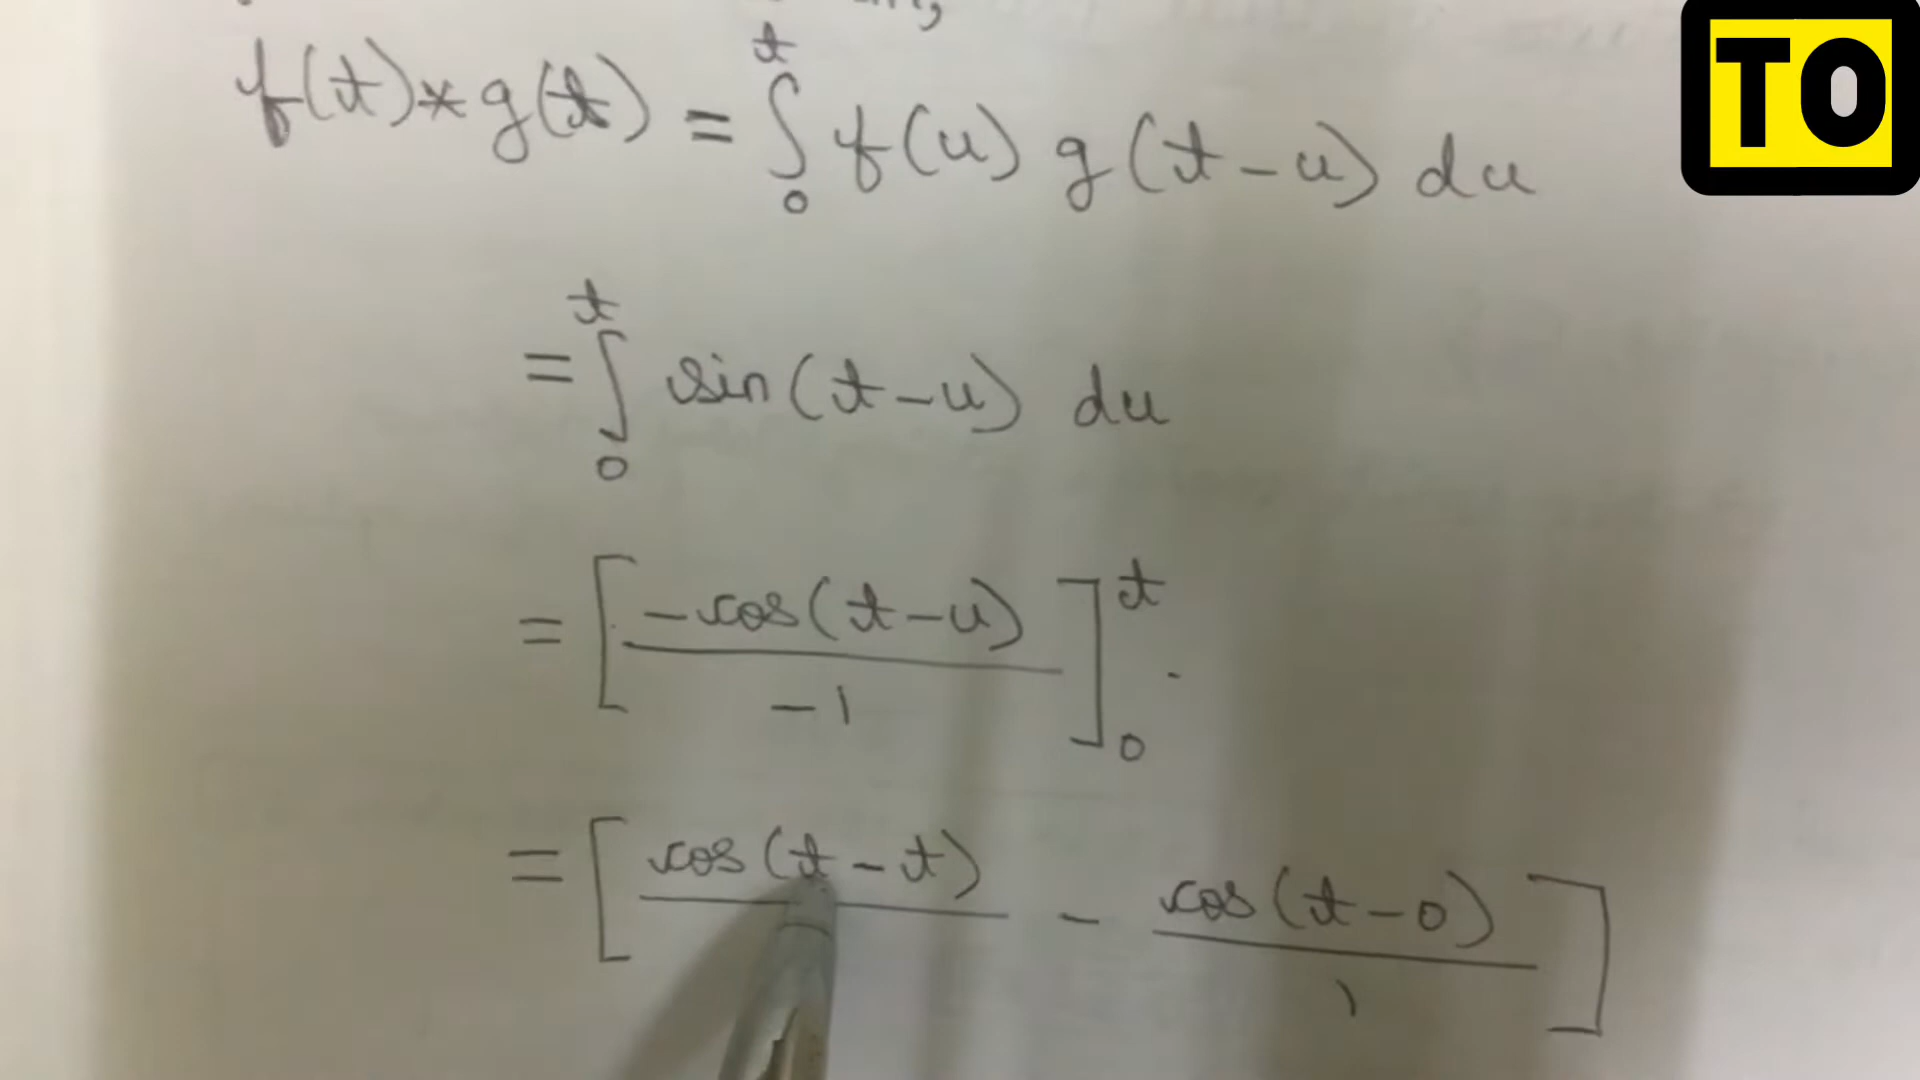 f(t)*g(t) = ∫₀ᵗ f(u) g(t-u) du
= ∫₀ᵗ sin(t-u) du
= [-cos(t-u) / -1]₀ᵗ
= [cos(t-t) / - cos(t-0) / 1]
TO